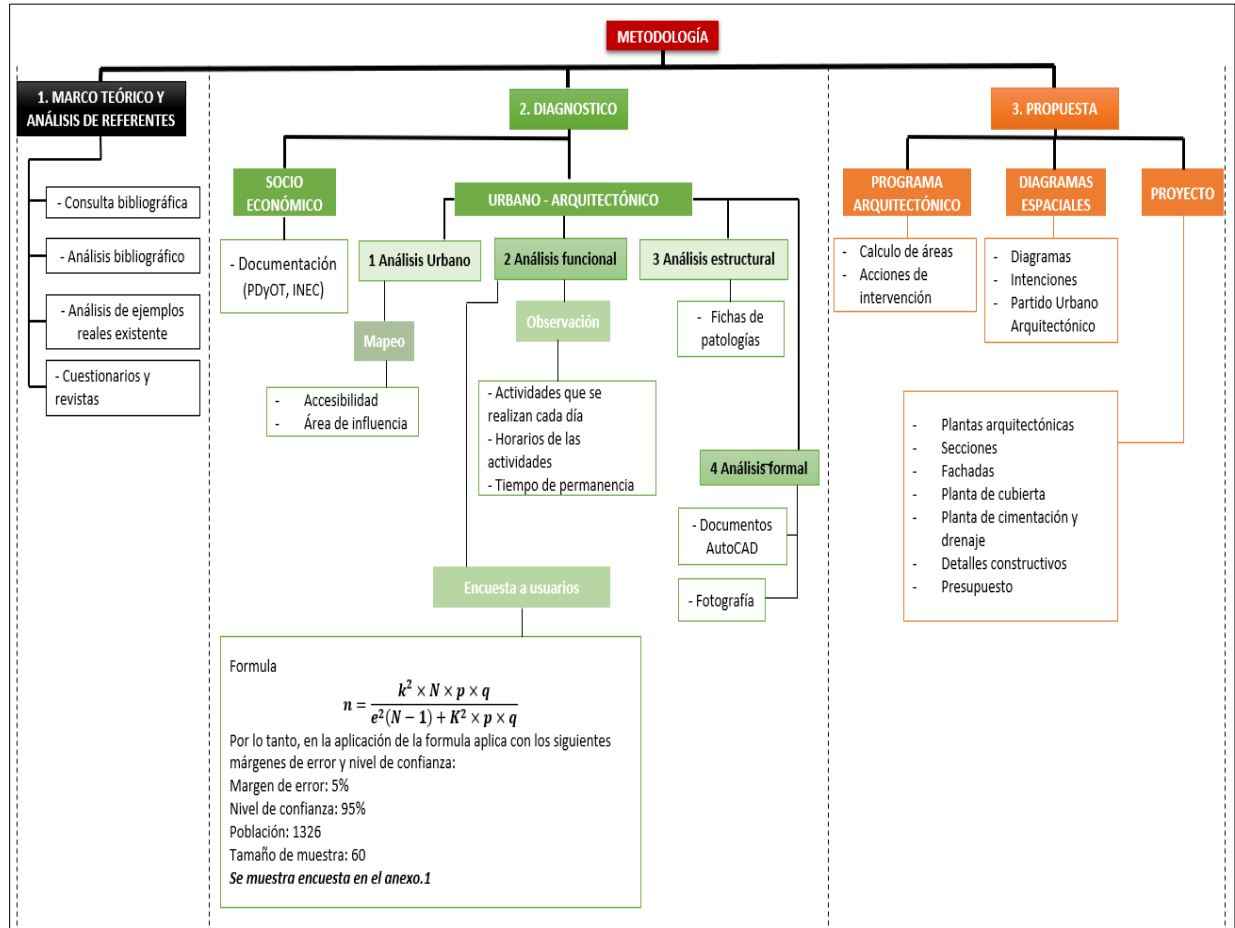 METODOLOGÍA
1. MARCO TEÓRICO Y
ANÁLISIS DE REFERENTES
- Consulta bibliográfica
- Análisis bibliográfico
- Análisis de ejemplos
reales existente
- Cuestionarios y
revistas
2. DIAGNOSTICO
SOCIO
ECONÓMICO
- Documentación
(PDyOT, INEC)
URBANO - ARQUITECTÓNICO
1 Análisis Urbano
Mapeo
- Accesibilidad
- Área de influencia
2 Análisis funcional
Observación
- Actividades que se
realizan cada día
- Horarios de las
actividades
- Tiempo de permanencia
3 Análisis estructural
- Fichas de
patologías
4 Análisis formal
- Documentos
AutoCAD
- Fotografía
Encuesta a usuarios
Formula
n = k² × N × p × q / e²(N − 1) + K² × p × q
Por lo tanto, en la aplicación de la formula aplica con los siguientes
márgenes de error y nivel de confianza:
Margen de error: 5%
Nivel de confianza: 95%
Población: 1326
Tamaño de muestra: 60
Se muestra encuesta en el anexo.1
3. PROPUESTA
PROGRAMA
ARQUITECTÓNICO
- Calculo de áreas
- Acciones de
intervención
DIAGRAMAS
ESPACIALES
- Diagramas
- Intenciones
- Partido Urbano
Arquitectónico
PROYECTO
- Plantas arquitectónicas
- Secciones
- Fachadas
- Planta de cubierta
- Planta de cimentación y
drenaje
- Detalles constructivos
- Presupuesto